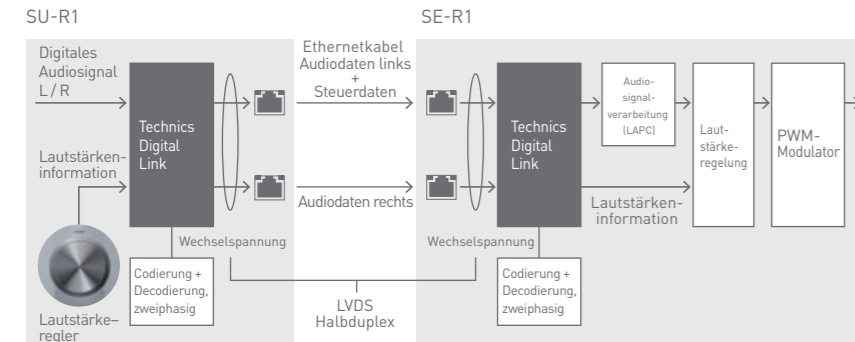 SU-R1
SE-R1
Digitales
Audiosignal
L / R
Technics
Digital
Link
Lautstärken-
information
Lautstärke–
regler
Wechselspannung
Codierung +
Decodierung,
zweiphasig
Ethernetkabel
Audiodaten links
+
Steuerdaten
Audiodaten rechts
LVDS
Halbduplex
Wechselspannung
Technics
Digital
Link
Codierung +
Decodierung,
zweiphasig
Audio-
signal-
verarbeitung
(LAPC)
Lautstärken-
information
Laut-
stärke-
regelung
PWM-
Modulator